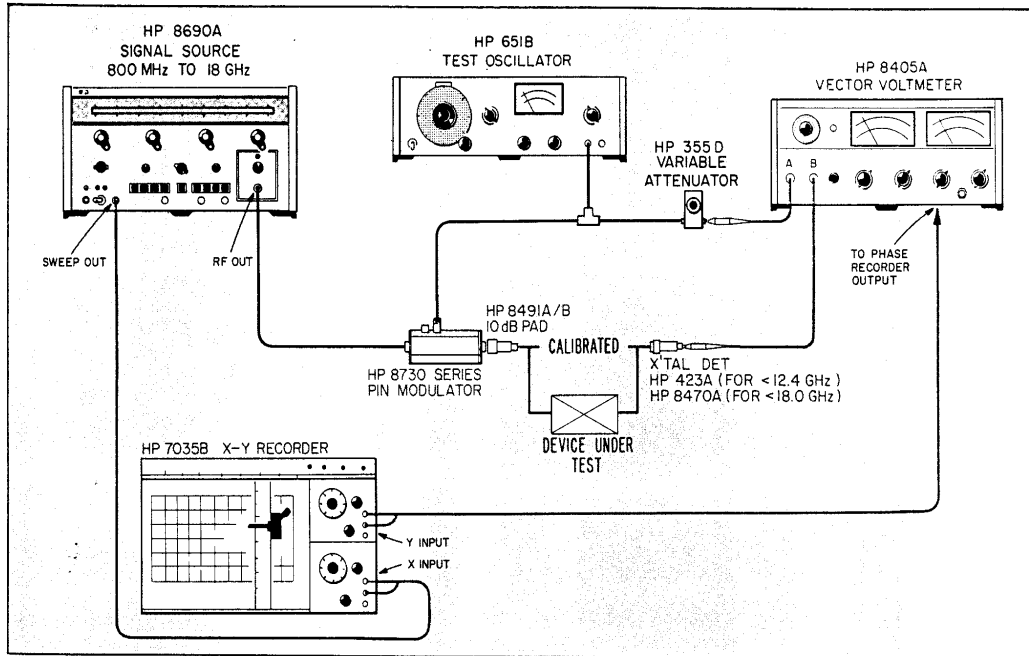 HP 8690A
SIGNAL SOURCE
800 MHz TO 18 GHz
HP 651B
TEST OSCILLATOR
HP 8405A
VECTOR VOLTMETER
HP 355D
VARIABLE
ATTENUATOR
A B
SWEEP OUT
RF OUT
TO PHASE
RECORDER
OUTPUT
HP 8491A/B
10dB PAD
CALIBRATED
HP 8730 SERIES
PIN MODULATOR
X'TAL DET
HP 423A (FOR <12.4 GHz)
HP 8470A (FOR <18.0 GHz)
DEVICE UNDER
TEST
HP 7035B X-Y RECORDER
Y INPUT
X INPUT